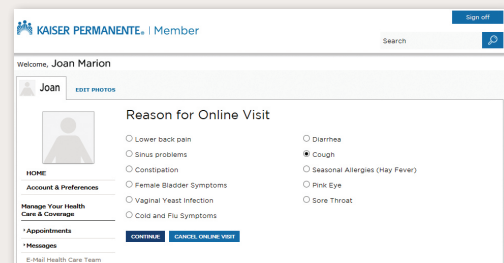 Sign off
KAISER PERMANENTE® | Member
Search
Welcome, Joan Marion
Joan
EDIT PHOTOS
Reason for Online Visit
Lower back pain
Sinus problems
Constipation
Female Bladder Symptoms
Vaginal Yeast Infection
Cold and Flu Symptoms
Diarrhea
Cough
Seasonal Allergies (Hay Fever)
Pink Eye
Sore Throat
CONTINUE
CANCEL ONLINE VISIT
HOME
Account & Preferences
Manage Your Health
Care & Coverage
Appointments
Messages
E-Mail Health Care Team